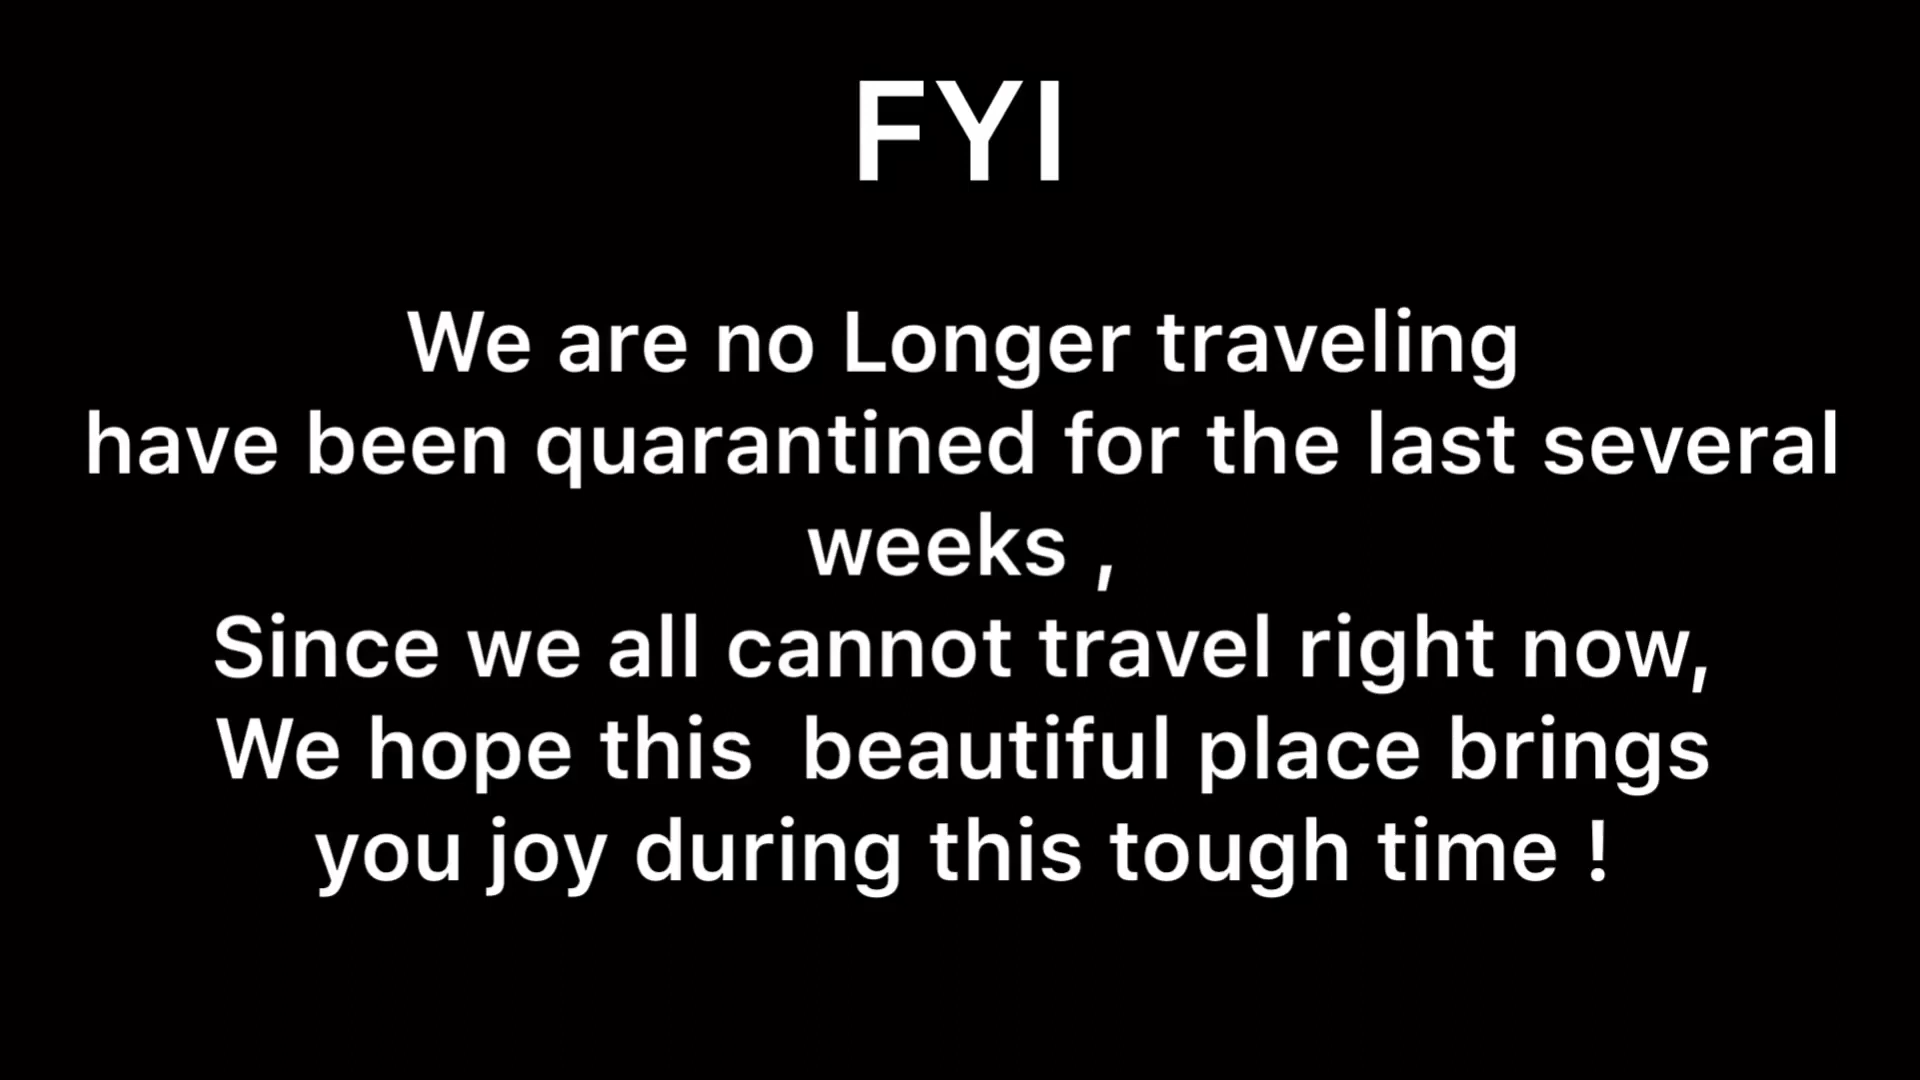 FYI
We are no Longer traveling
have been quarantined for the last several
weeks ,
Since we all cannot travel right now,
We hope this  beautiful place brings
you joy during this tough time !